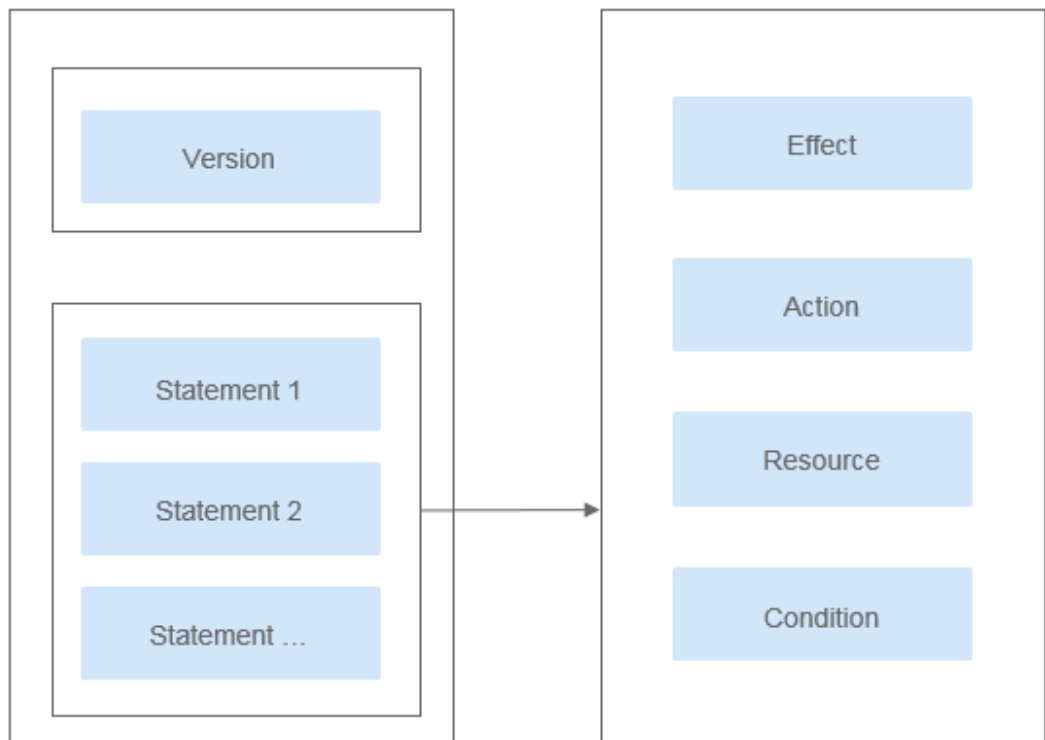 Version
Statement 1
Statement 2
Statement ...
Effect
Action
Resource
Condition